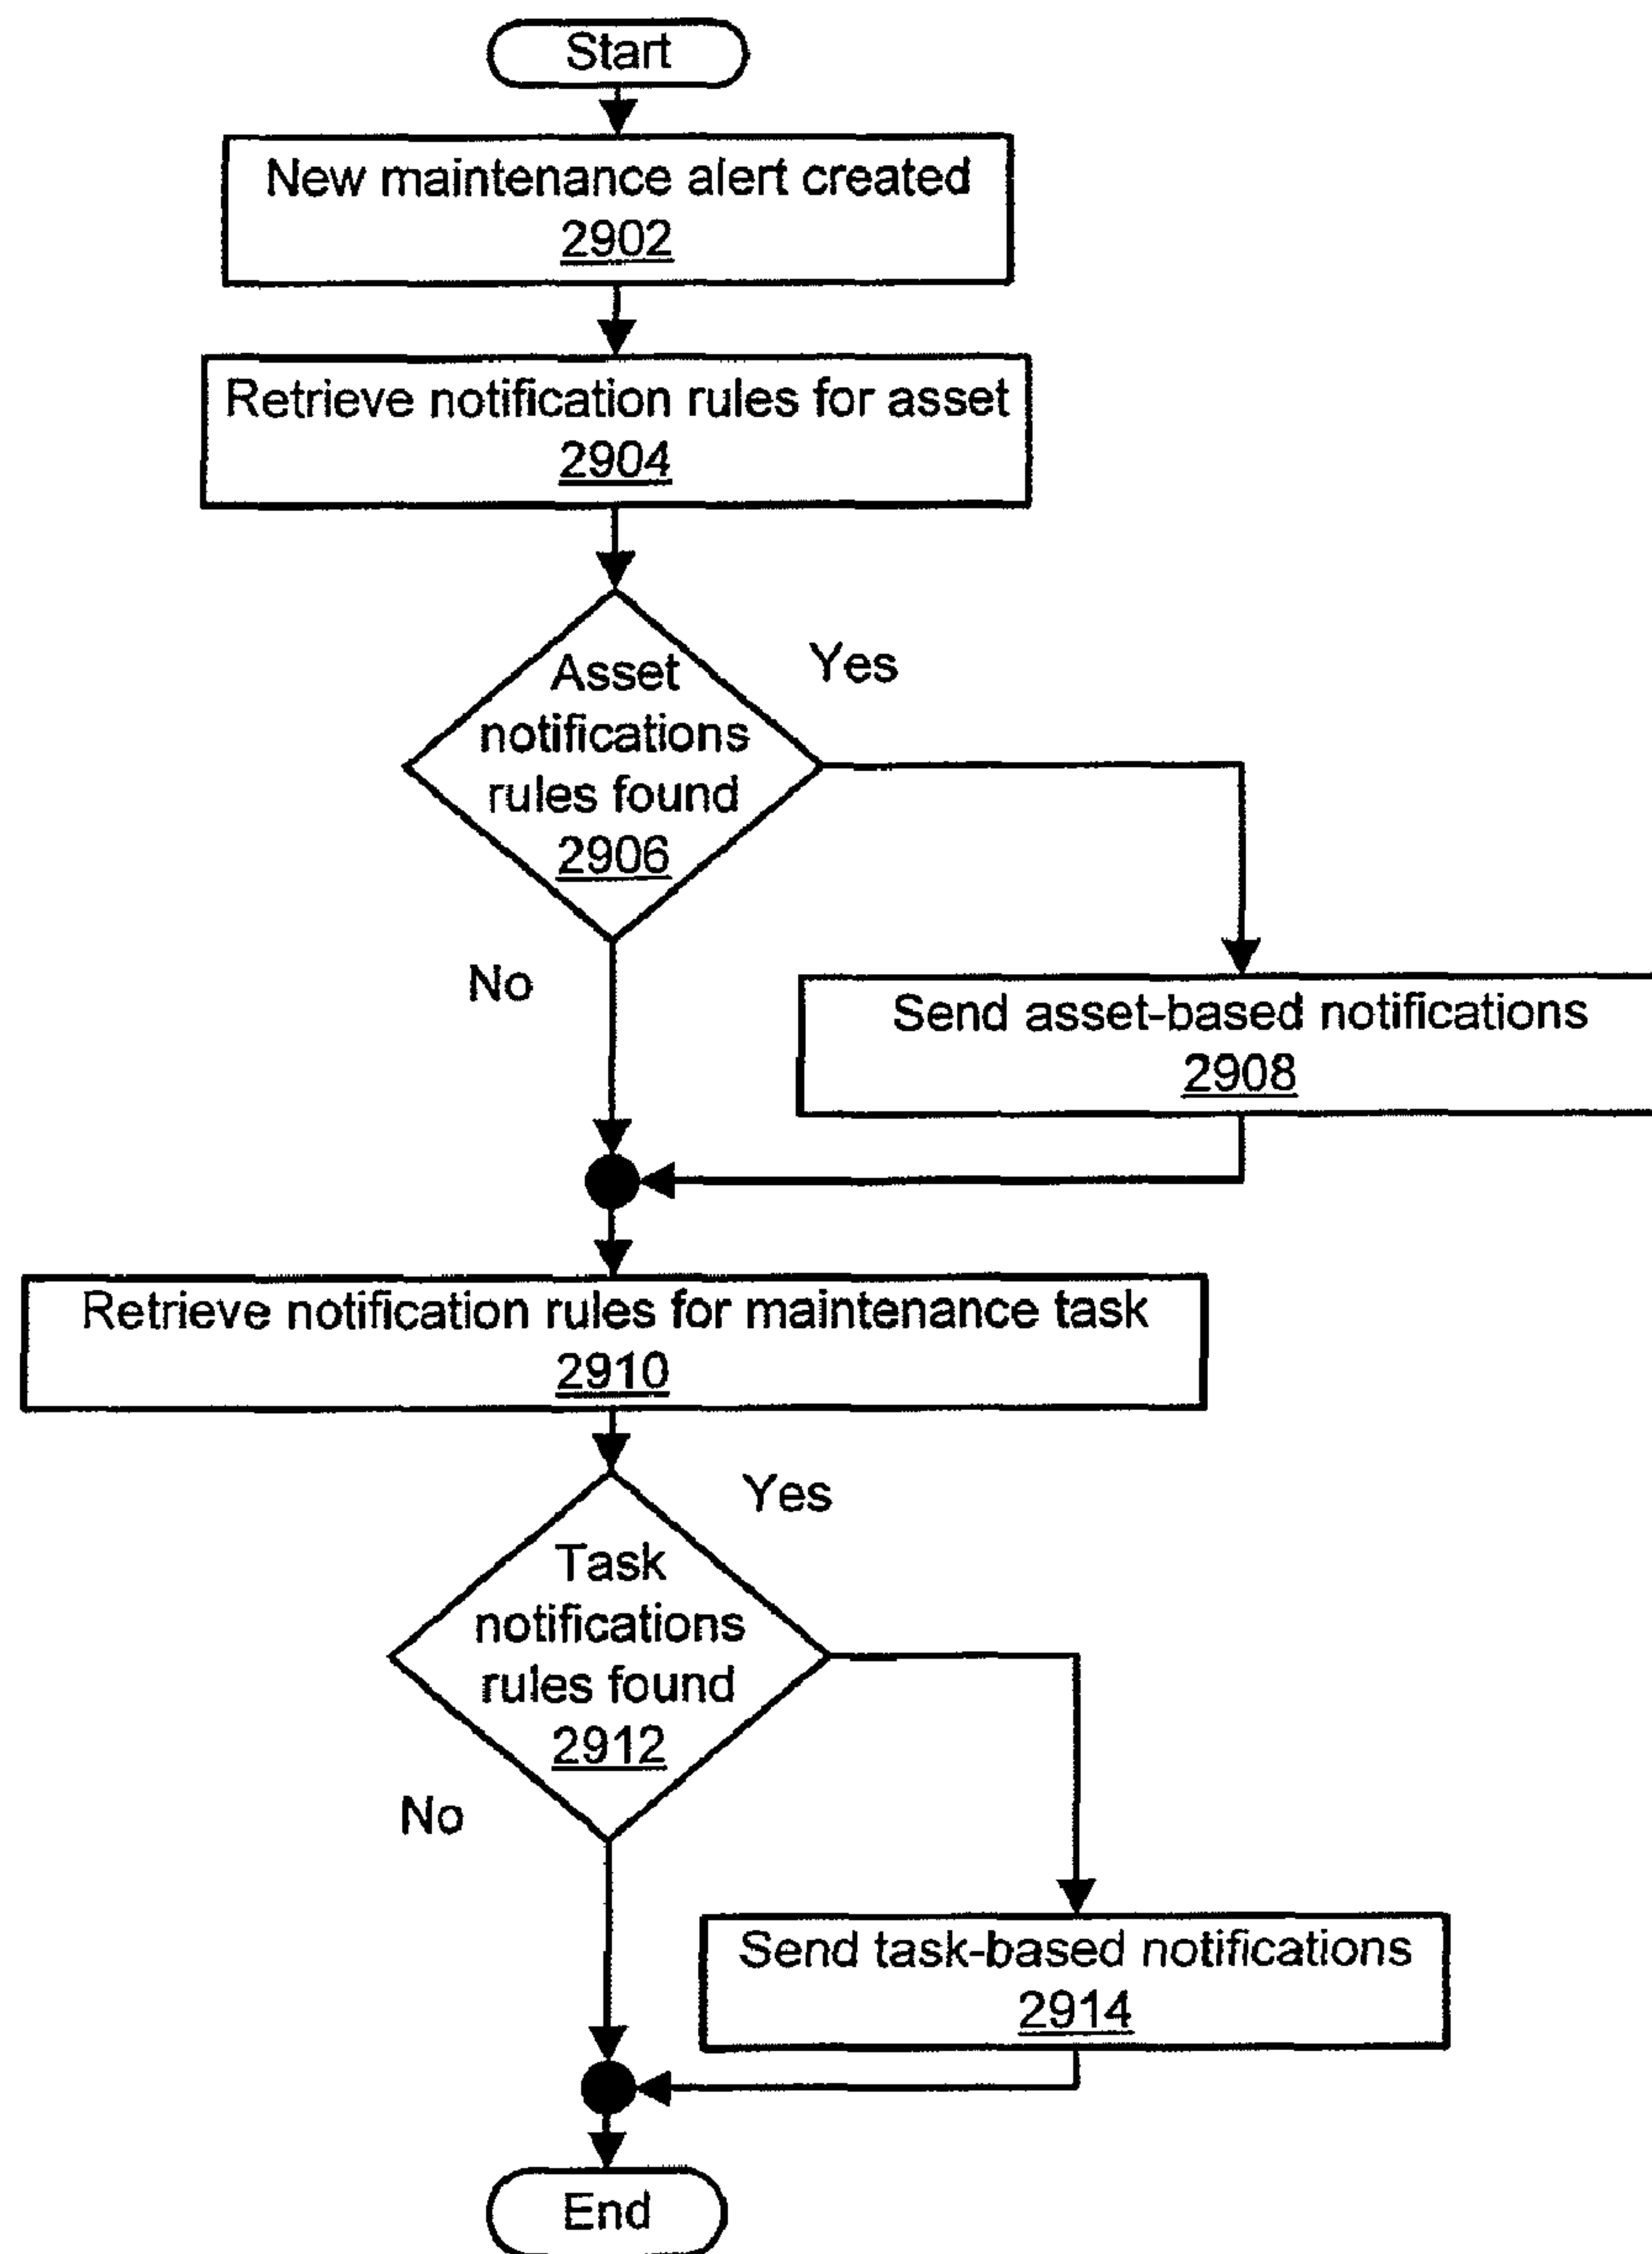 Start
New maintenance alert created
2902
Retrieve notification rules for asset
2904
Asset
notifications
rules found
2906
Yes
No
Send asset-based notifications
2908
Retrieve notification rules for maintenance task
2910
Task
notifications
rules found
2912
Yes
No
Send task-based notifications
2914
End